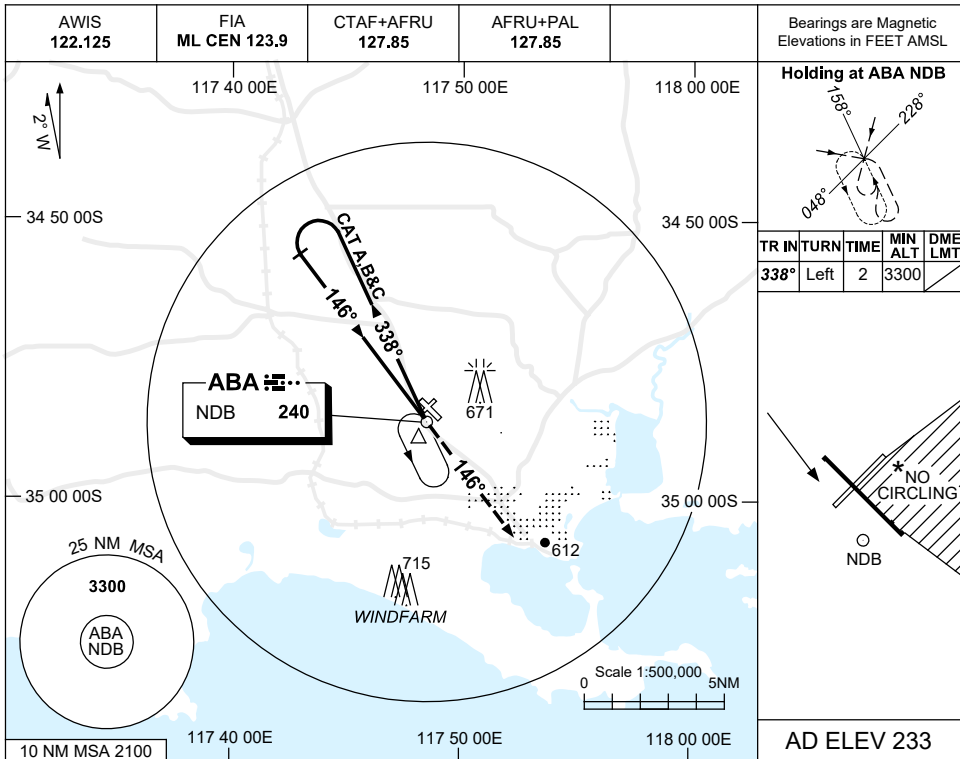 AWIS
122.125
FIA
ML CEN 123.9
CTAF+AFRU
127.85
AFRU+PAL
127.85
Bearings are Magnetic
Elevations in FEET AMSL
117 40 00E
117 50 00E
118 00 00E
2° W
34 50 00S
34 50 00S
CAT A,B&C
146°
338°
ABA
NDB 240
671
146°
35 00 00S
35 00 00S
612
715
WINDFARM
25 NM MSA
3300
ABA
NDB
Scale 1:500,000
0 5NM
10 NM MSA 2100
117 40 00E
117 50 00E
118 00 00E
Holding at ABA NDB
158°
228°
048°
TR IN TURN TIME MIN ALT DME LMT
338° Left 2 3300
*NO
CIRCLING
NDB
AD ELEV 233